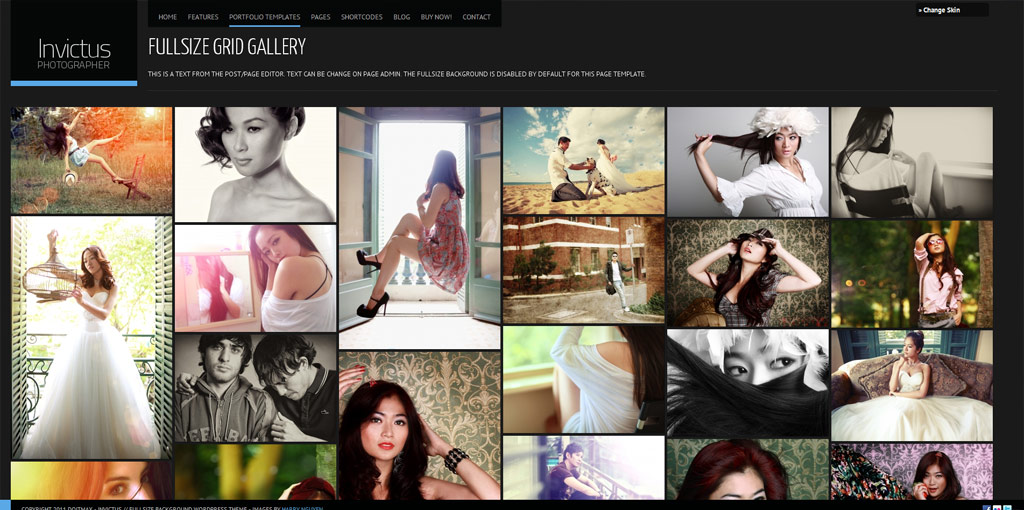 HOME FEATURES PORTFOLIO TEMPLATES PAGES SHORTCODES BLOG BUY NOW! CONTACT
» Change Skin
Invictus
PHOTOGRAPHER
FULLSIZE GRID GALLERY
THIS IS A TEXT FROM THE POST/PAGE EDITOR. TEXT CAN BE CHANGE ON PAGE ADMIN. THE FULLSIZE BACKGROUND IS DISABLED BY DEFAULT FOR THIS PAGE TEMPLATE.
COPYRIGHT 2011 DOITMAX - INVICTUS // FULLSIZE BACKGROUND WORDPRESS THEME - IMAGES BY HARRY NGUYEN